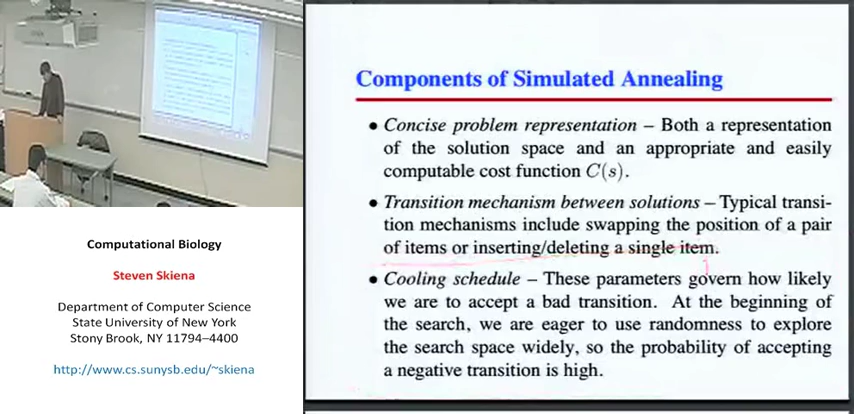 Computational Biology
Steven Skiena
Department of Computer Science
State University of New York
Stony Brook, NY 11794–4400
http://www.cs.sunysb.edu/~skiena
Components of Simulated Annealing
• Concise problem representation – Both a representation
of the solution space and an appropriate and easily
computable cost function C(s).
• Transition mechanism between solutions – Typical transi-
tion mechanisms include swapping the position of a pair
of items or inserting/deleting a single item.
• Cooling schedule – These parameters govern how likely
we are to accept a bad transition. At the beginning of
the search, we are eager to use randomness to explore
the search space widely, so the probability of accepting
a negative transition is high.